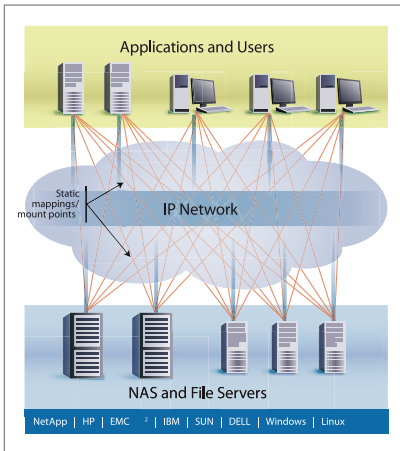 Applications and Users
Static
mappings/
mount points
IP Network
NAS and File Servers
NetApp | HP | EMC 2 | IBM | SUN | DELL | Windows | Linux